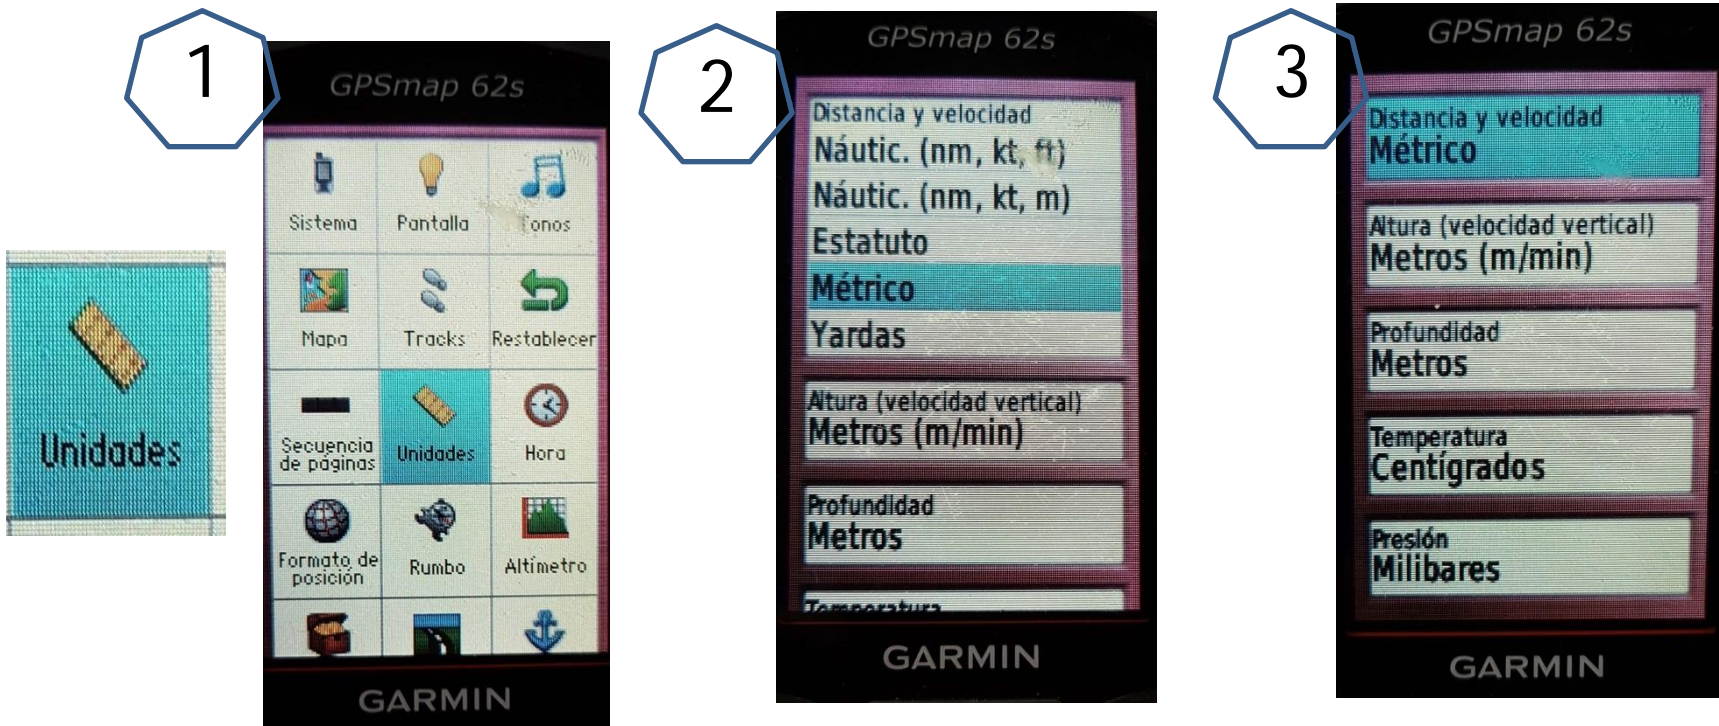 Unidades
1
GPSmap 62s
Sistema
Pantalla
Tonos
Mapa
Tracks
Restablecer
Secuencia
de páginas
Unidades
Hora
Formato de
posición
Rumbo
Altímetro
GARMIN
2
GPSmap 62s
Distancia y velocidad
Náutic. (nm, kt, ft)
Náutic. (nm, kt, m)
Estatuto
Métrico
Yardas
Altura (velocidad vertical)
Metros (m/min)
Profundidad
Metros
Temperatura
GARMIN
3
GPSmap 62s
Distancia y velocidad
Métrico
Altura (velocidad vertical)
Metros (m/min)
Profundidad
Metros
Temperatura
Centígrados
Presión
Milibares
GARMIN